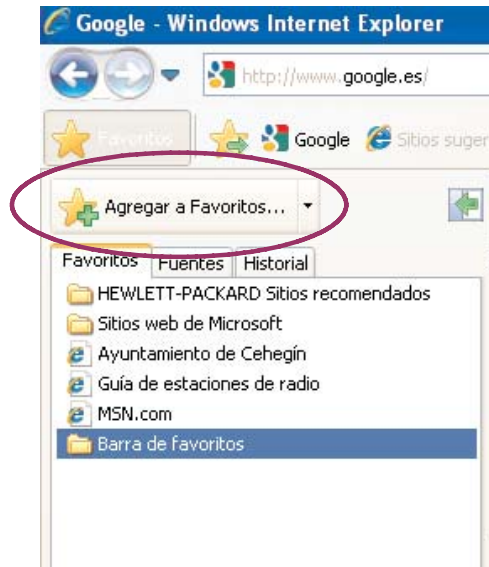 Google - Windows Internet Explorer
http://www.google.es/
Favoritos Google Sitios suger
Agregar a Favoritos...
Favoritos Fuentes Historial
HEWLETT-PACKARD Sitios recomendados
Sitios web de Microsoft
Ayuntamiento de Cehegín
Guía de estaciones de radio
MSN.com
Barra de favoritos